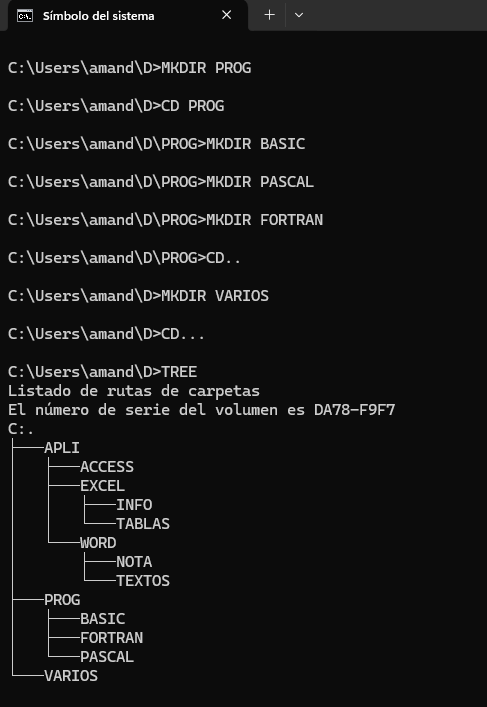 Símbolo del sistema
C:\Users\amand\D>MKDIR PROG
C:\Users\amand\D>CD PROG
C:\Users\amand\D\PROG>MKDIR BASIC
C:\Users\amand\D\PROG>MKDIR PASCAL
C:\Users\amand\D\PROG>MKDIR FORTRAN
C:\Users\amand\D\PROG>CD..
C:\Users\amand\D>MKDIR VARIOS
C:\Users\amand\D>CD...
C:\Users\amand\D>TREE
Listado de rutas de carpetas
El número de serie del volumen es DA78-F9F7
C:.
├───APLI
│   ├───ACCESS
│   ├───EXCEL
│   │   ├───INFO
│   │   └───TABLAS
│   └───WORD
│       ├───NOTA
│       └───TEXTOS
├───PROG
│   ├───BASIC
│   ├───FORTRAN
│   └───PASCAL
└───VARIOS